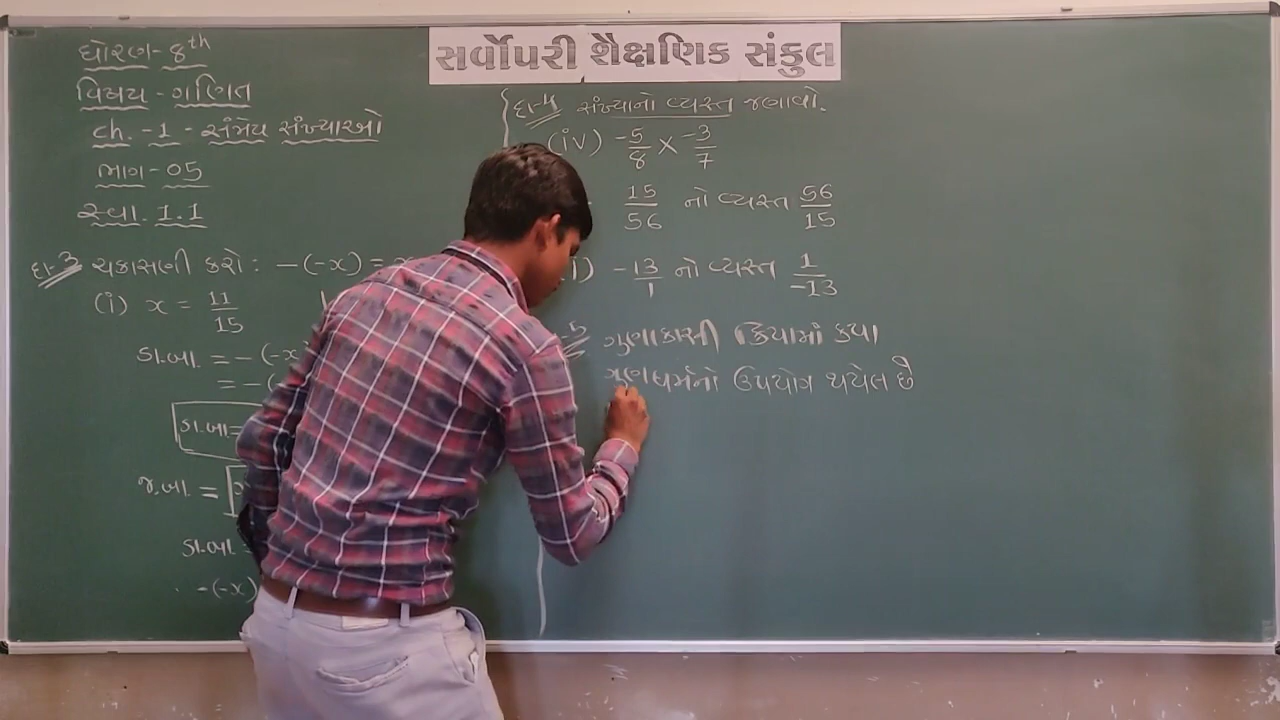 સર્વોપરી શૈક્ષણિક સંકુલ
ધોરણ - 8th
વિષય - ગણિત
ch. - 1 - સંમેય સંખ્યાઓ
ભાગ - 05
સ્વા. 1.1
દા-3 ચકાસણી કરો : -(-x) =
(i) x = 11/15
ડા.બા. = -(-x
= -(-
ડા.બા=
જ.બા. =
ડા.બા =
-(-x)
દા-4 સંખ્યાનો વ્યસ્ત જણાવો.
(iv) -5/8 × -3/7
15/56 નો વ્યસ્ત 56/15
-13/1 નો વ્યસ્ત 1/-13
-5 ગુણાકારની ક્રિયામાં કયા
ગુણધર્મનો ઉપયોગ થયેલ છે